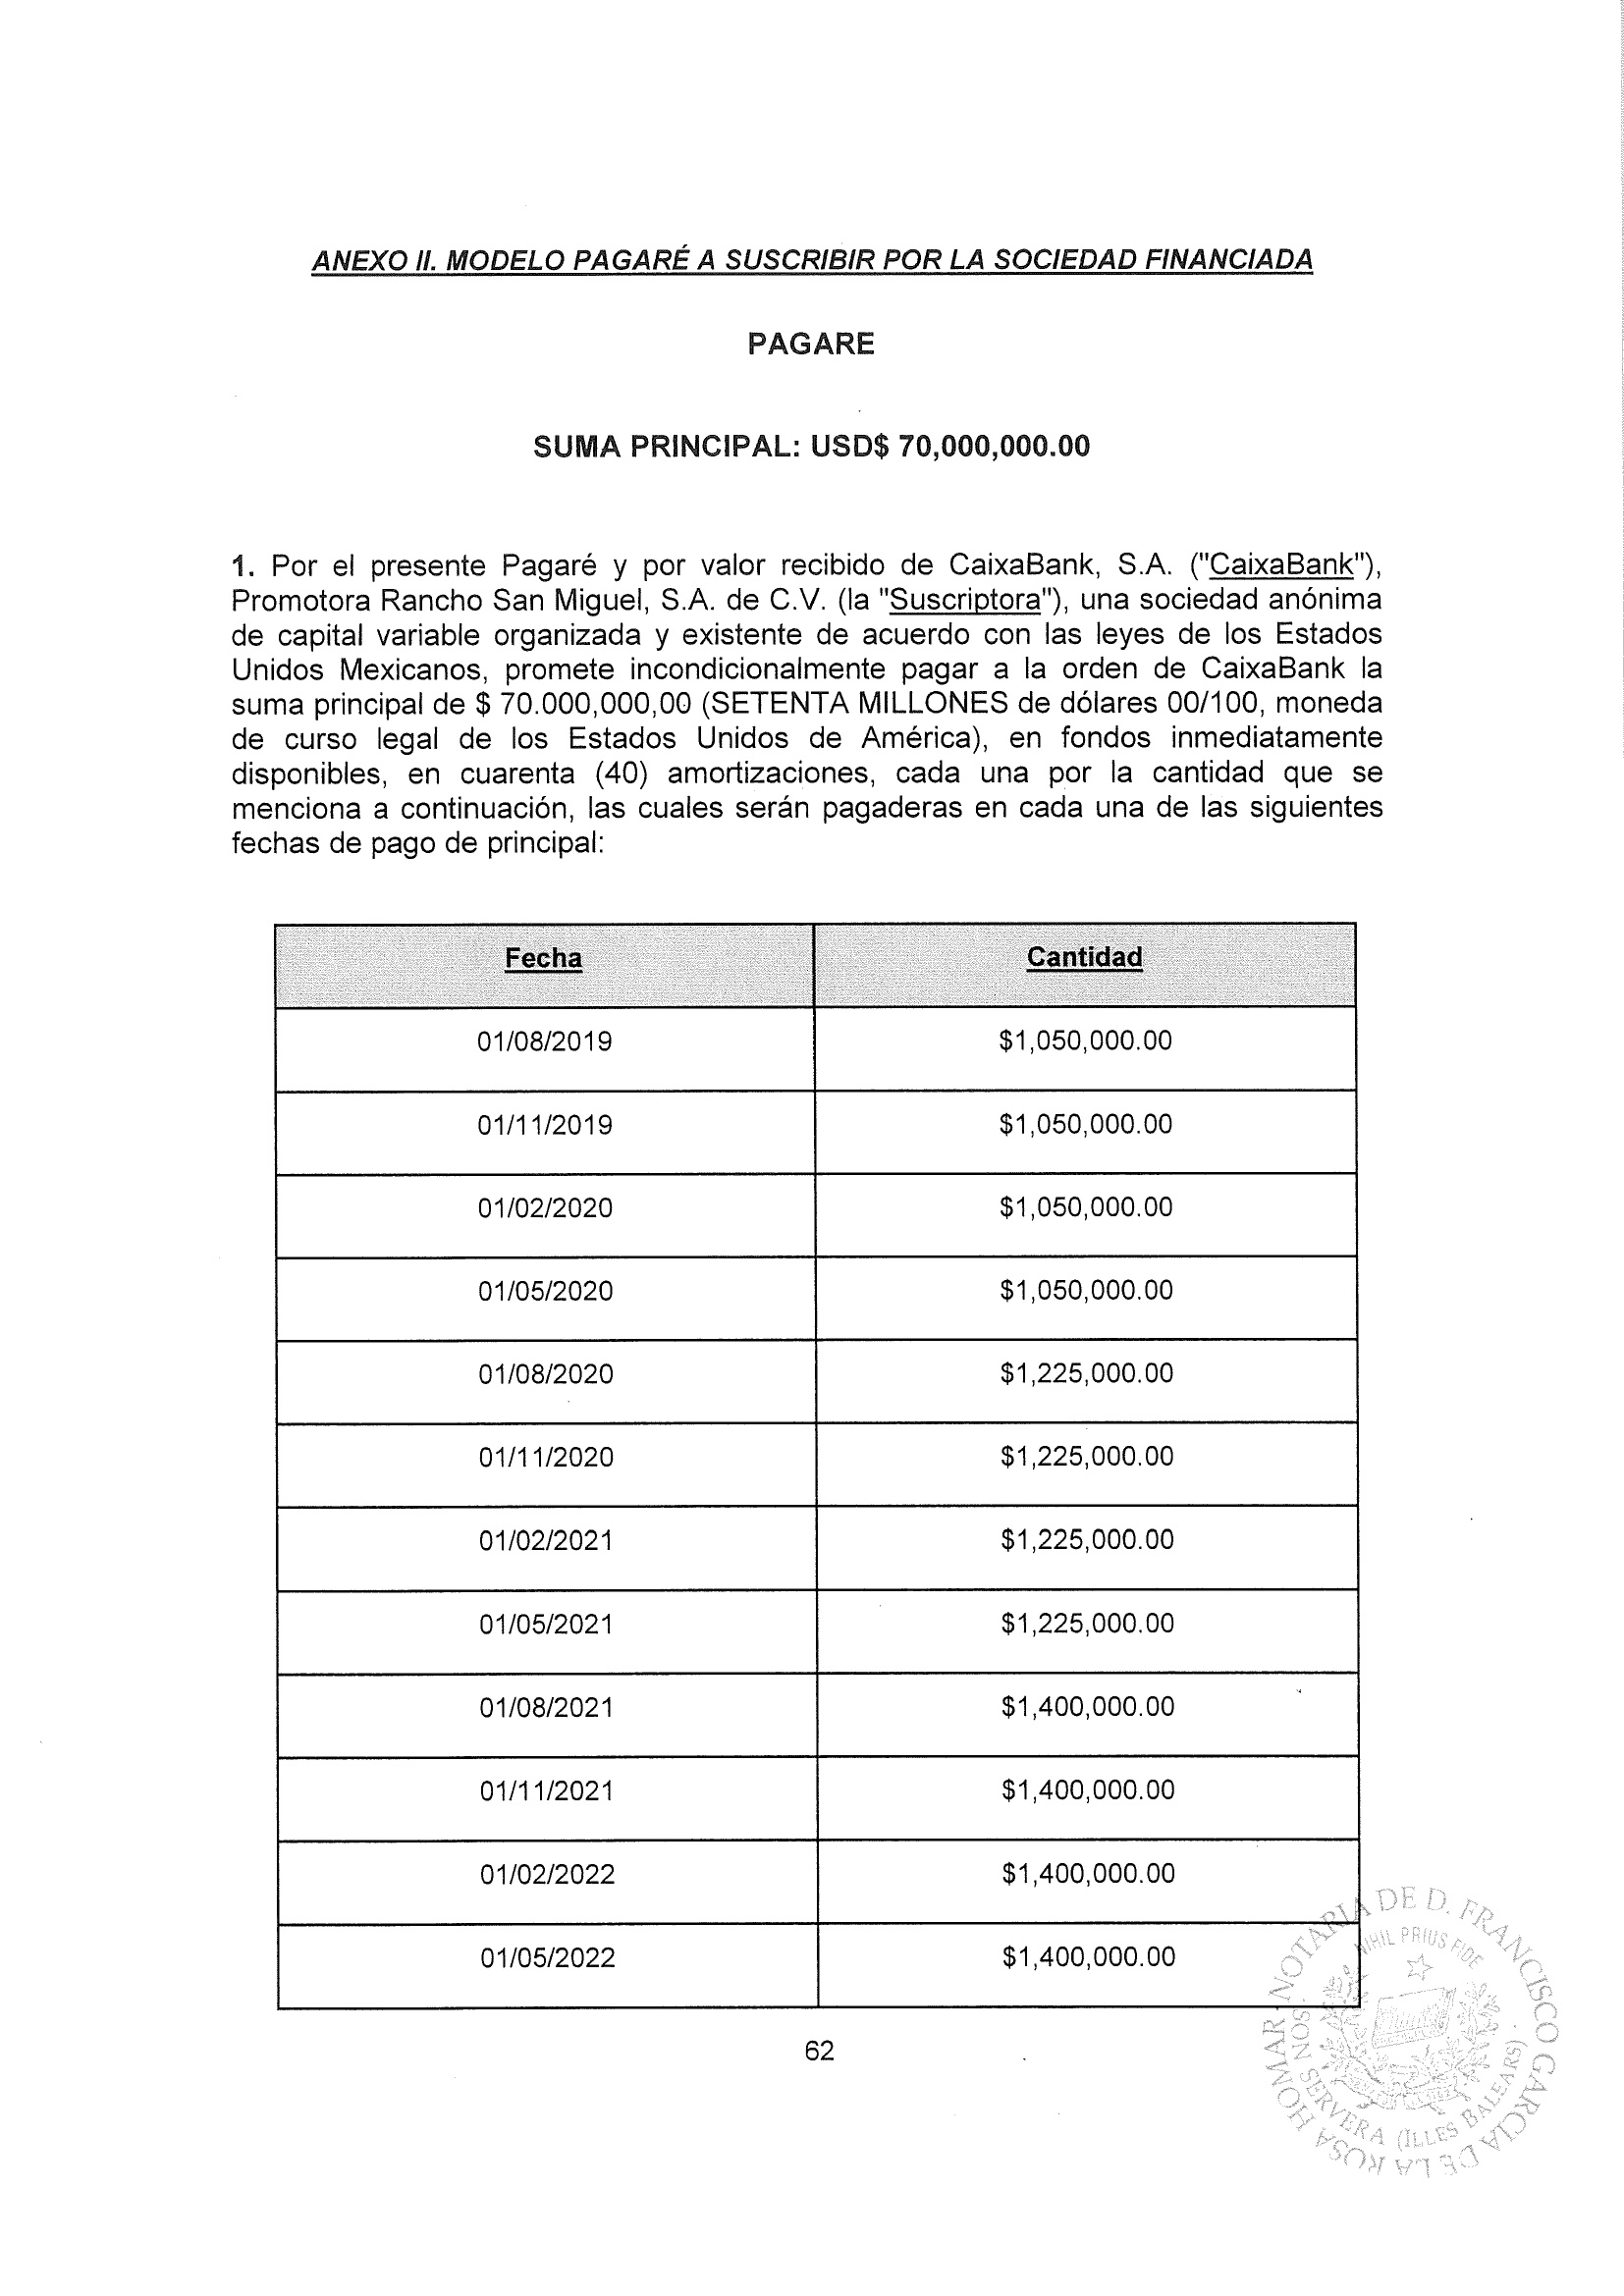 ANEXO II. MODELO PAGARÉ A SUSCRIBIR POR LA SOCIEDAD FINANCIADA
PAGARE
SUMA PRINCIPAL: USD$ 70,000,000.00
1. Por el presente Pagaré y por valor recibido de CaixaBank, S.A. ("CaixaBank"),
Promotora Rancho San Miguel, S.A. de C.V. (la "Suscriptora"), una sociedad anónima
de capital variable organizada y existente de acuerdo con las leyes de los Estados
Unidos Mexicanos, promete incondicionalmente pagar a la orden de CaixaBank la
suma principal de $ 70.000,000,00 (SETENTA MILLONES de dólares 00/100, moneda
de curso legal de los Estados Unidos de América), en fondos inmediatamente
disponibles, en cuarenta (40) amortizaciones, cada una por la cantidad que se
menciona a continuación, las cuales serán pagaderas en cada una de las siguientes
fechas de pago de principal:
Fecha Cantidad
01/08/2019 $1,050,000.00
01/11/2019 $1,050,000.00
01/02/2020 $1,050,000.00
01/05/2020 $1,050,000.00
01/08/2020 $1,225,000.00
01/11/2020 $1,225,000.00
01/02/2021 $1,225,000.00
01/05/2021 $1,225,000.00
01/08/2021 $1,400,000.00
01/11/2021 $1,400,000.00
01/02/2022 $1,400,000.00
01/05/2022 $1,400,000.00
62
NOTARIA DE D. FRANCISCO GARCIA DE LA ROSA HOMAR
NIHIL PRIUS FIDE
SON SERVERA (ILLES BALEARS)